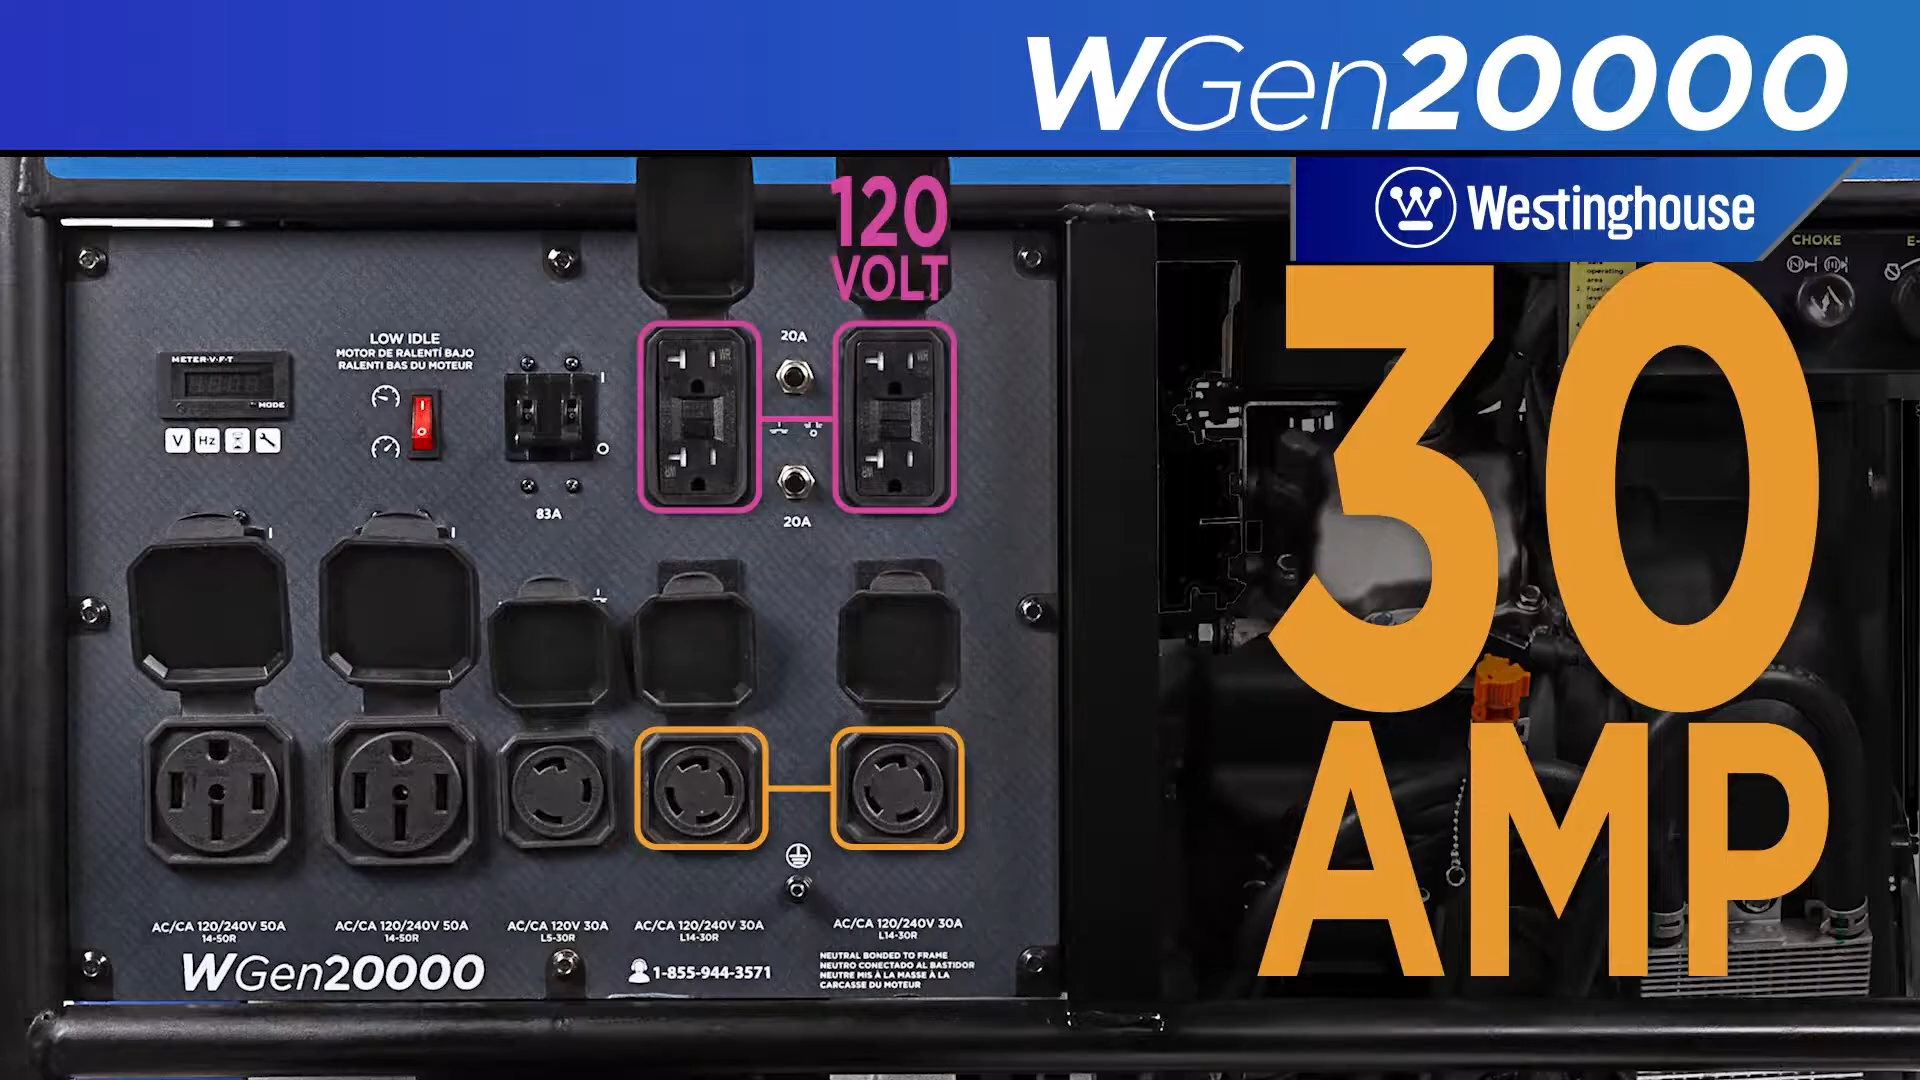 WGen20000
Westinghouse
120
VOLT
30
AMP
CHOKE
E-
operating
area
LOW IDLE
MOTOR DE RALENTÍ BAJO
RALENTI BAS DU MOTEUR
METER-V-F-T
MODE
V
Hz
20A
20A
83A
AC/CA 120/240V 50A
14-50R
AC/CA 120/240V 50A
14-50R
AC/CA 120V 30A
L5-30R
AC/CA 120/240V 30A
L14-30R
AC/CA 120/240V 30A
L14-30R
WGen20000
1-855-944-3571
NEUTRAL BONDED TO FRAME
NEUTRO CONECTADO AL BASTIDOR
NEUTRE MIS À LA MASSE À LA
CARCASSE DU MOTEUR